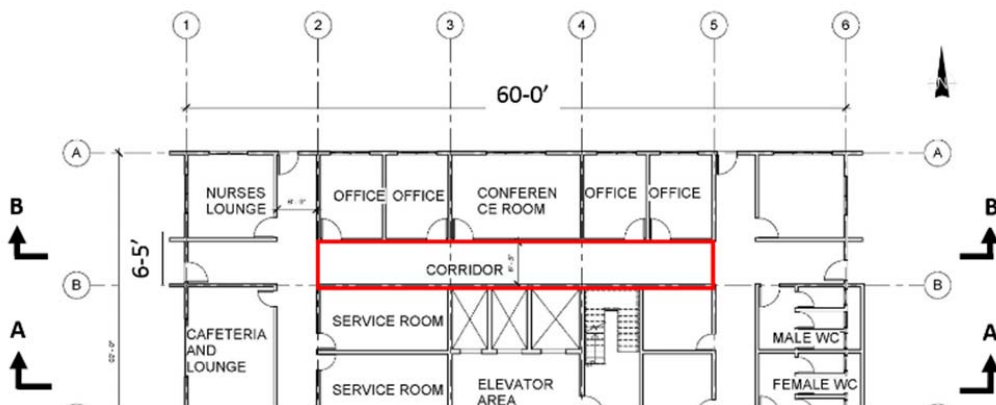 1 2 3 4 5 6
60-0'
N
A A
NURSES
LOUNGE
OFFICE OFFICE
CONFEREN
CE ROOM
OFFICE OFFICE
B B
6-5'
CORRIDOR
B B
SERVICE ROOM
A A
CAFETERIA
AND
LOUNGE
MALE WC
SERVICE ROOM
ELEVATOR
AREA
FEMALE WC